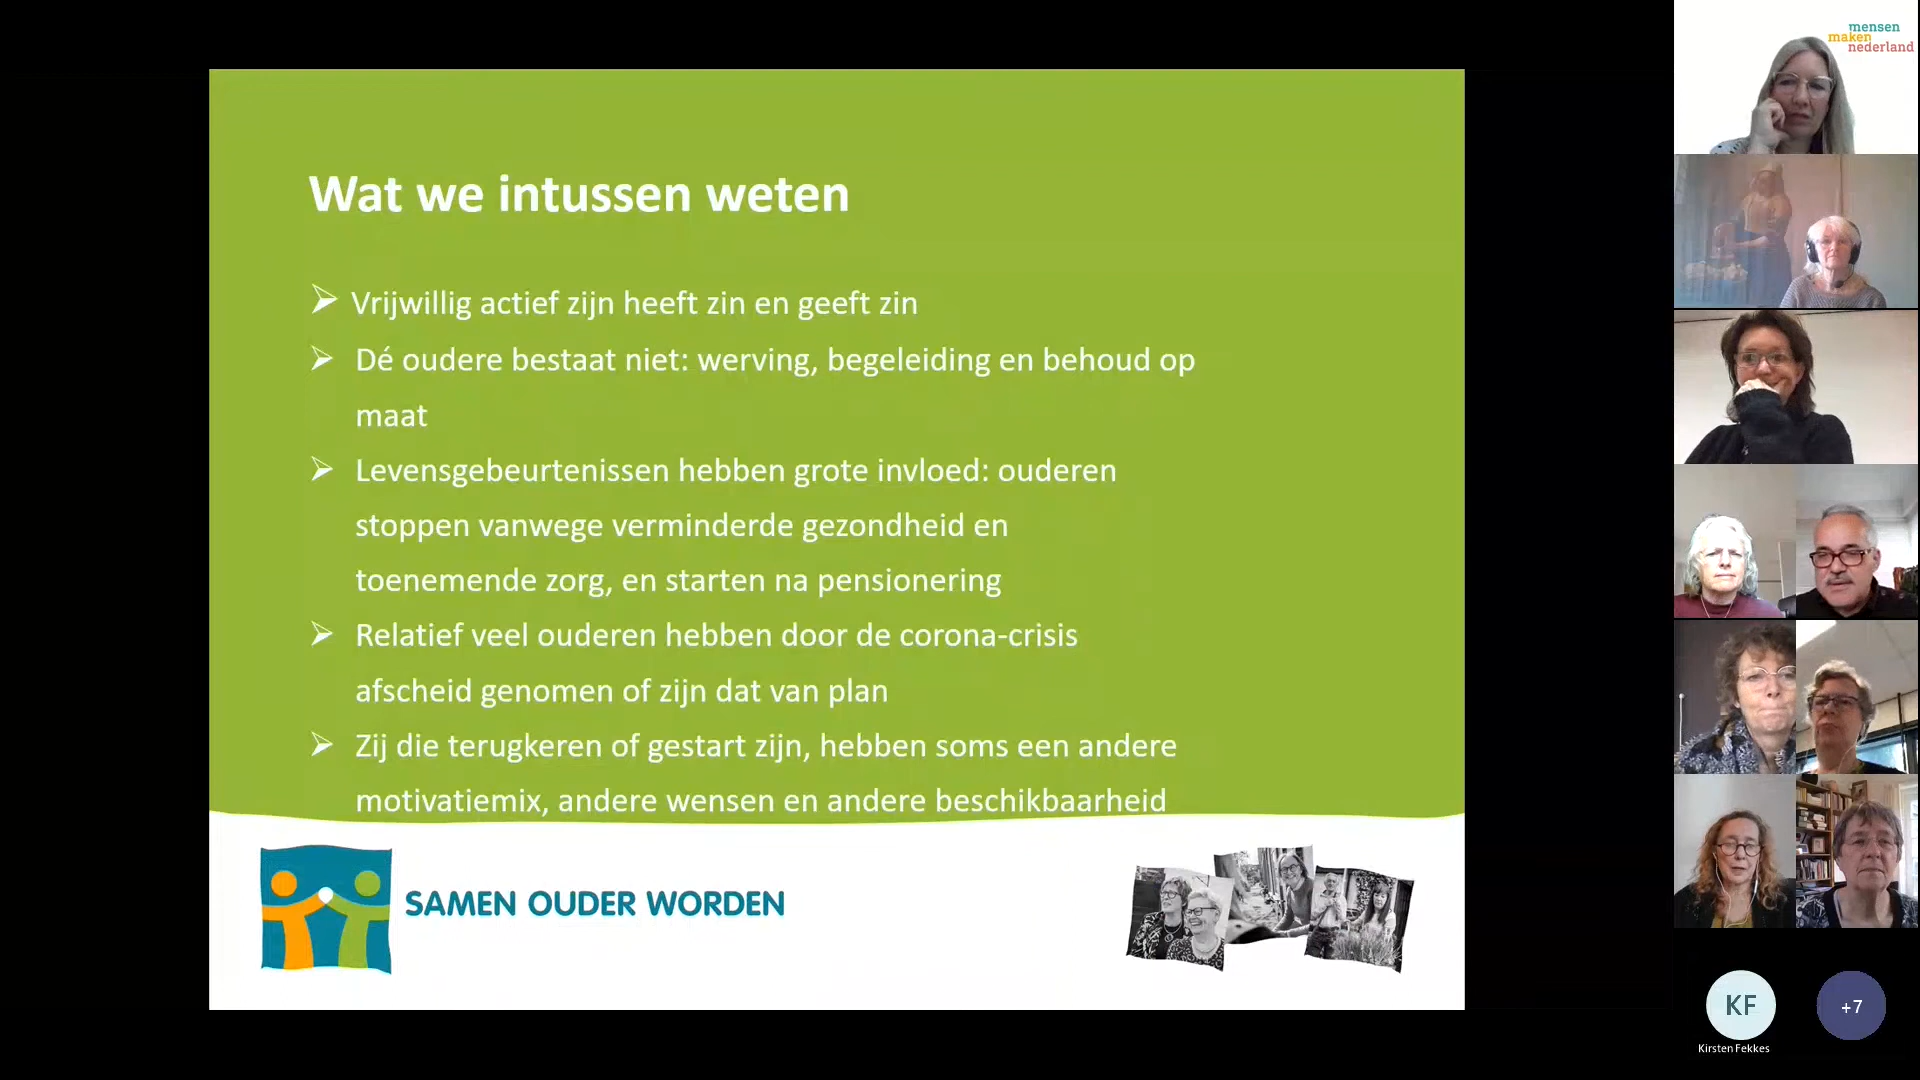 Wat we intussen weten
Vrijwillig actief zijn heeft zin en geeft zin
Dé oudere bestaat niet: werving, begeleiding en behoud op
maat
Levensgebeurtenissen hebben grote invloed: ouderen
stoppen vanwege verminderde gezondheid en
toenemende zorg, en starten na pensionering
Relatief veel ouderen hebben door de corona-crisis
afscheid genomen of zijn dat van plan
Zij die terugkeren of gestart zijn, hebben soms een andere
motivatiemix, andere wensen en andere beschikbaarheid
SAMEN OUDER WORDEN
mensen
maken
nederland
KF
+7
Kirsten Fekkes